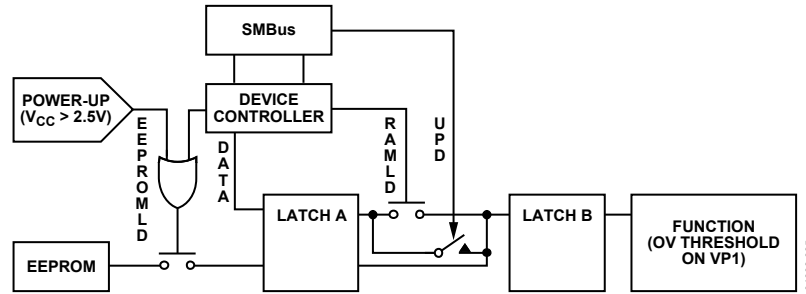 SMBus
POWER-UP
(VCC > 2.5V)
DEVICE
CONTROLLER
EEPROMLD
DATA
RAMLD
UPD
LATCH A
LATCH B
FUNCTION
(OV THRESHOLD
ON VP1)
EEPROM